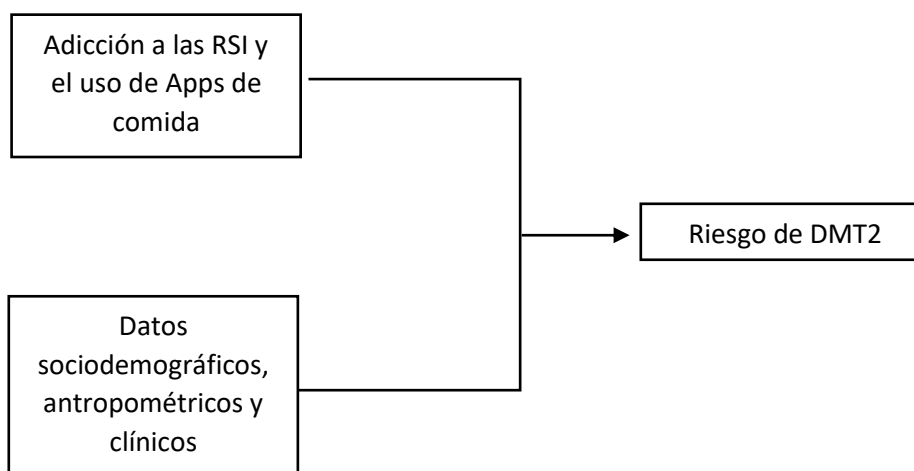 Adicción a las RSI y
el uso de Apps de
comida
Riesgo de DMT2
Datos
sociodemográficos,
antropométricos y
clínicos